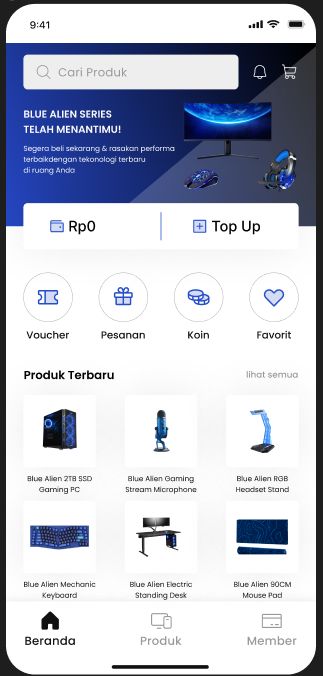 9:41
Cari Produk
BLUE ALIEN SERIES
TELAH MENANTIMU!
Segera beli sekarang & rasakan performa
terbaikdengan tekonologi terbaru
di ruang Anda
Rp0
Top Up
Voucher
Pesanan
Koin
Favorit
Produk Terbaru
lihat semua
Blue Alien 2TB SSD
Gaming PC
Blue Alien Gaming
Stream Microphone
Blue Alien RGB
Headset Stand
Blue Alien Mechanic
Keyboard
Blue Alien Electric
Standing Desk
Blue Alien 90CM
Mouse Pad
Beranda
Produk
Member